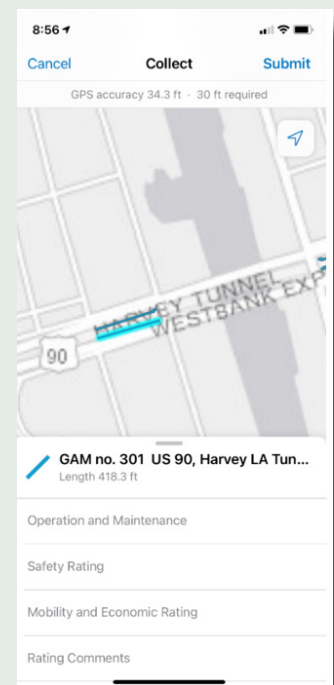 8:56
Cancel Collect Submit
GPS accuracy 34.3 ft · 30 ft required
HARVEY TUNNEL
WESTBANK EXP
90
GAM no. 301 US 90, Harvey LA Tun...
Length 418.3 ft
Operation and Maintenance
Safety Rating
Mobility and Economic Rating
Rating Comments